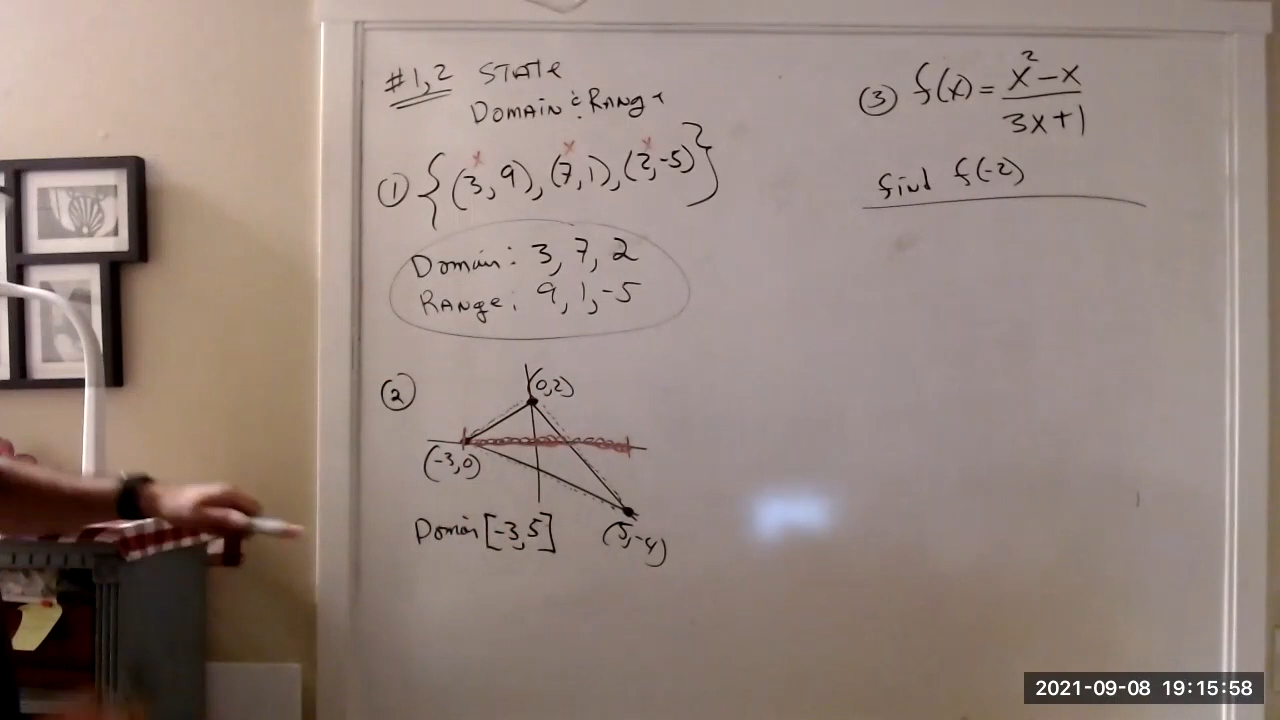 #1,2 State
Domain & Range
① {(3, 9), (7, 1), (2, -5)}
x x x
Domain: 3, 7, 2
Range: 9, 1, -5
②
(0,2)
(-3,0)
(5,-4)
Domain [-3,5]
③ f(x) = x² - x
3x+1
find f(-2)
2021-09-08 19:15:58